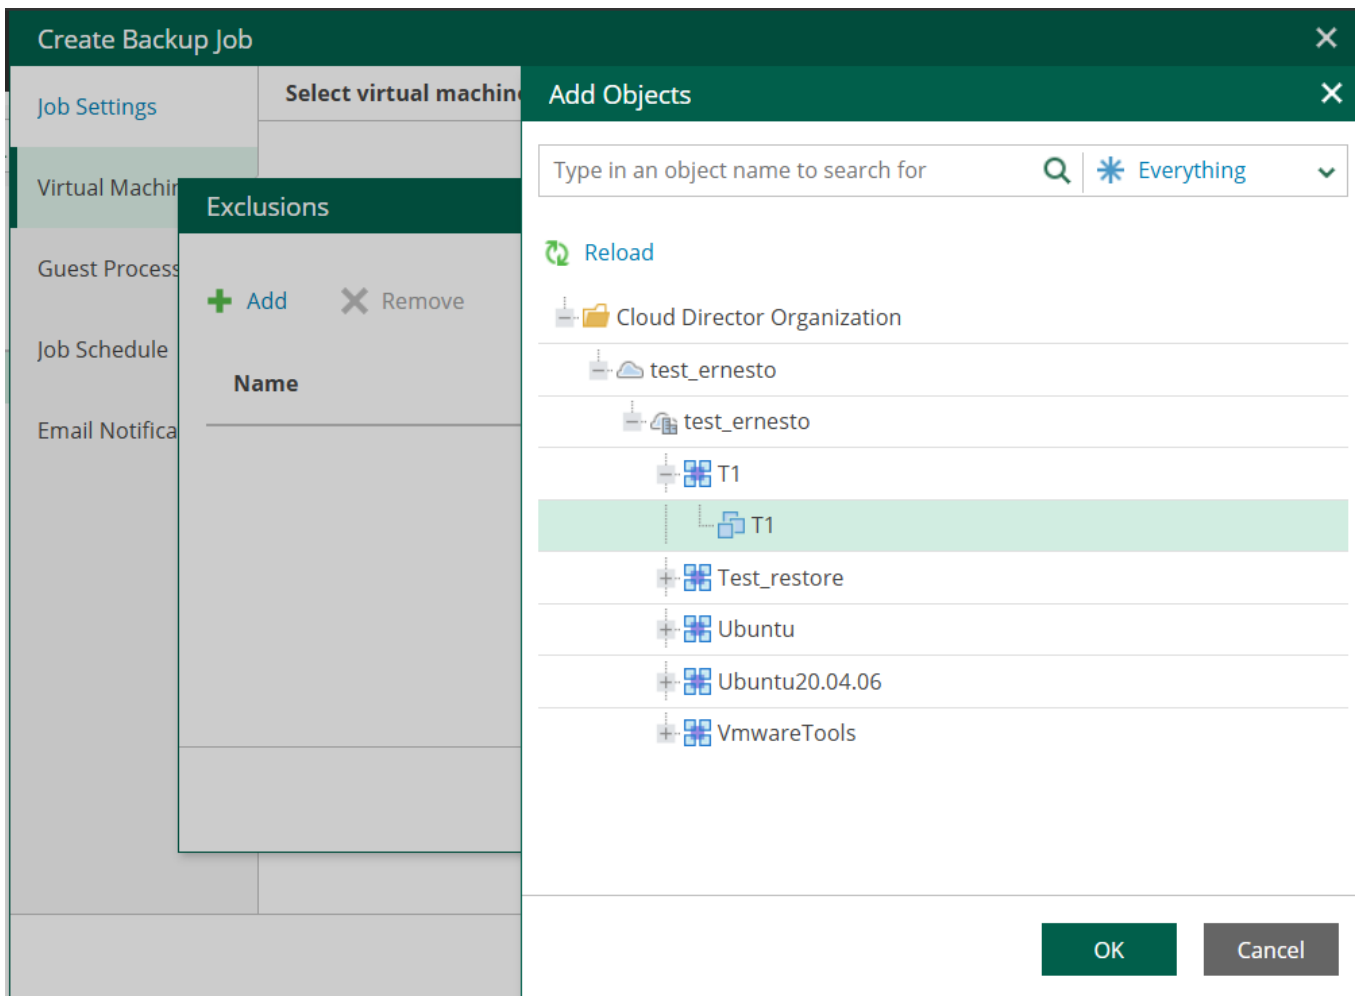 Create Backup Job
Job Settings
Virtual Machin
Guest Process
Job Schedule
Email Notifica
Select virtual machin
Exclusions
Add
Remove
Name
Add Objects
Type in an object name to search for
Everything
Reload
Cloud Director Organization
test_ernesto
test_ernesto
T1
T1
Test_restore
Ubuntu
Ubuntu20.04.06
VmwareTools
OK
Cancel